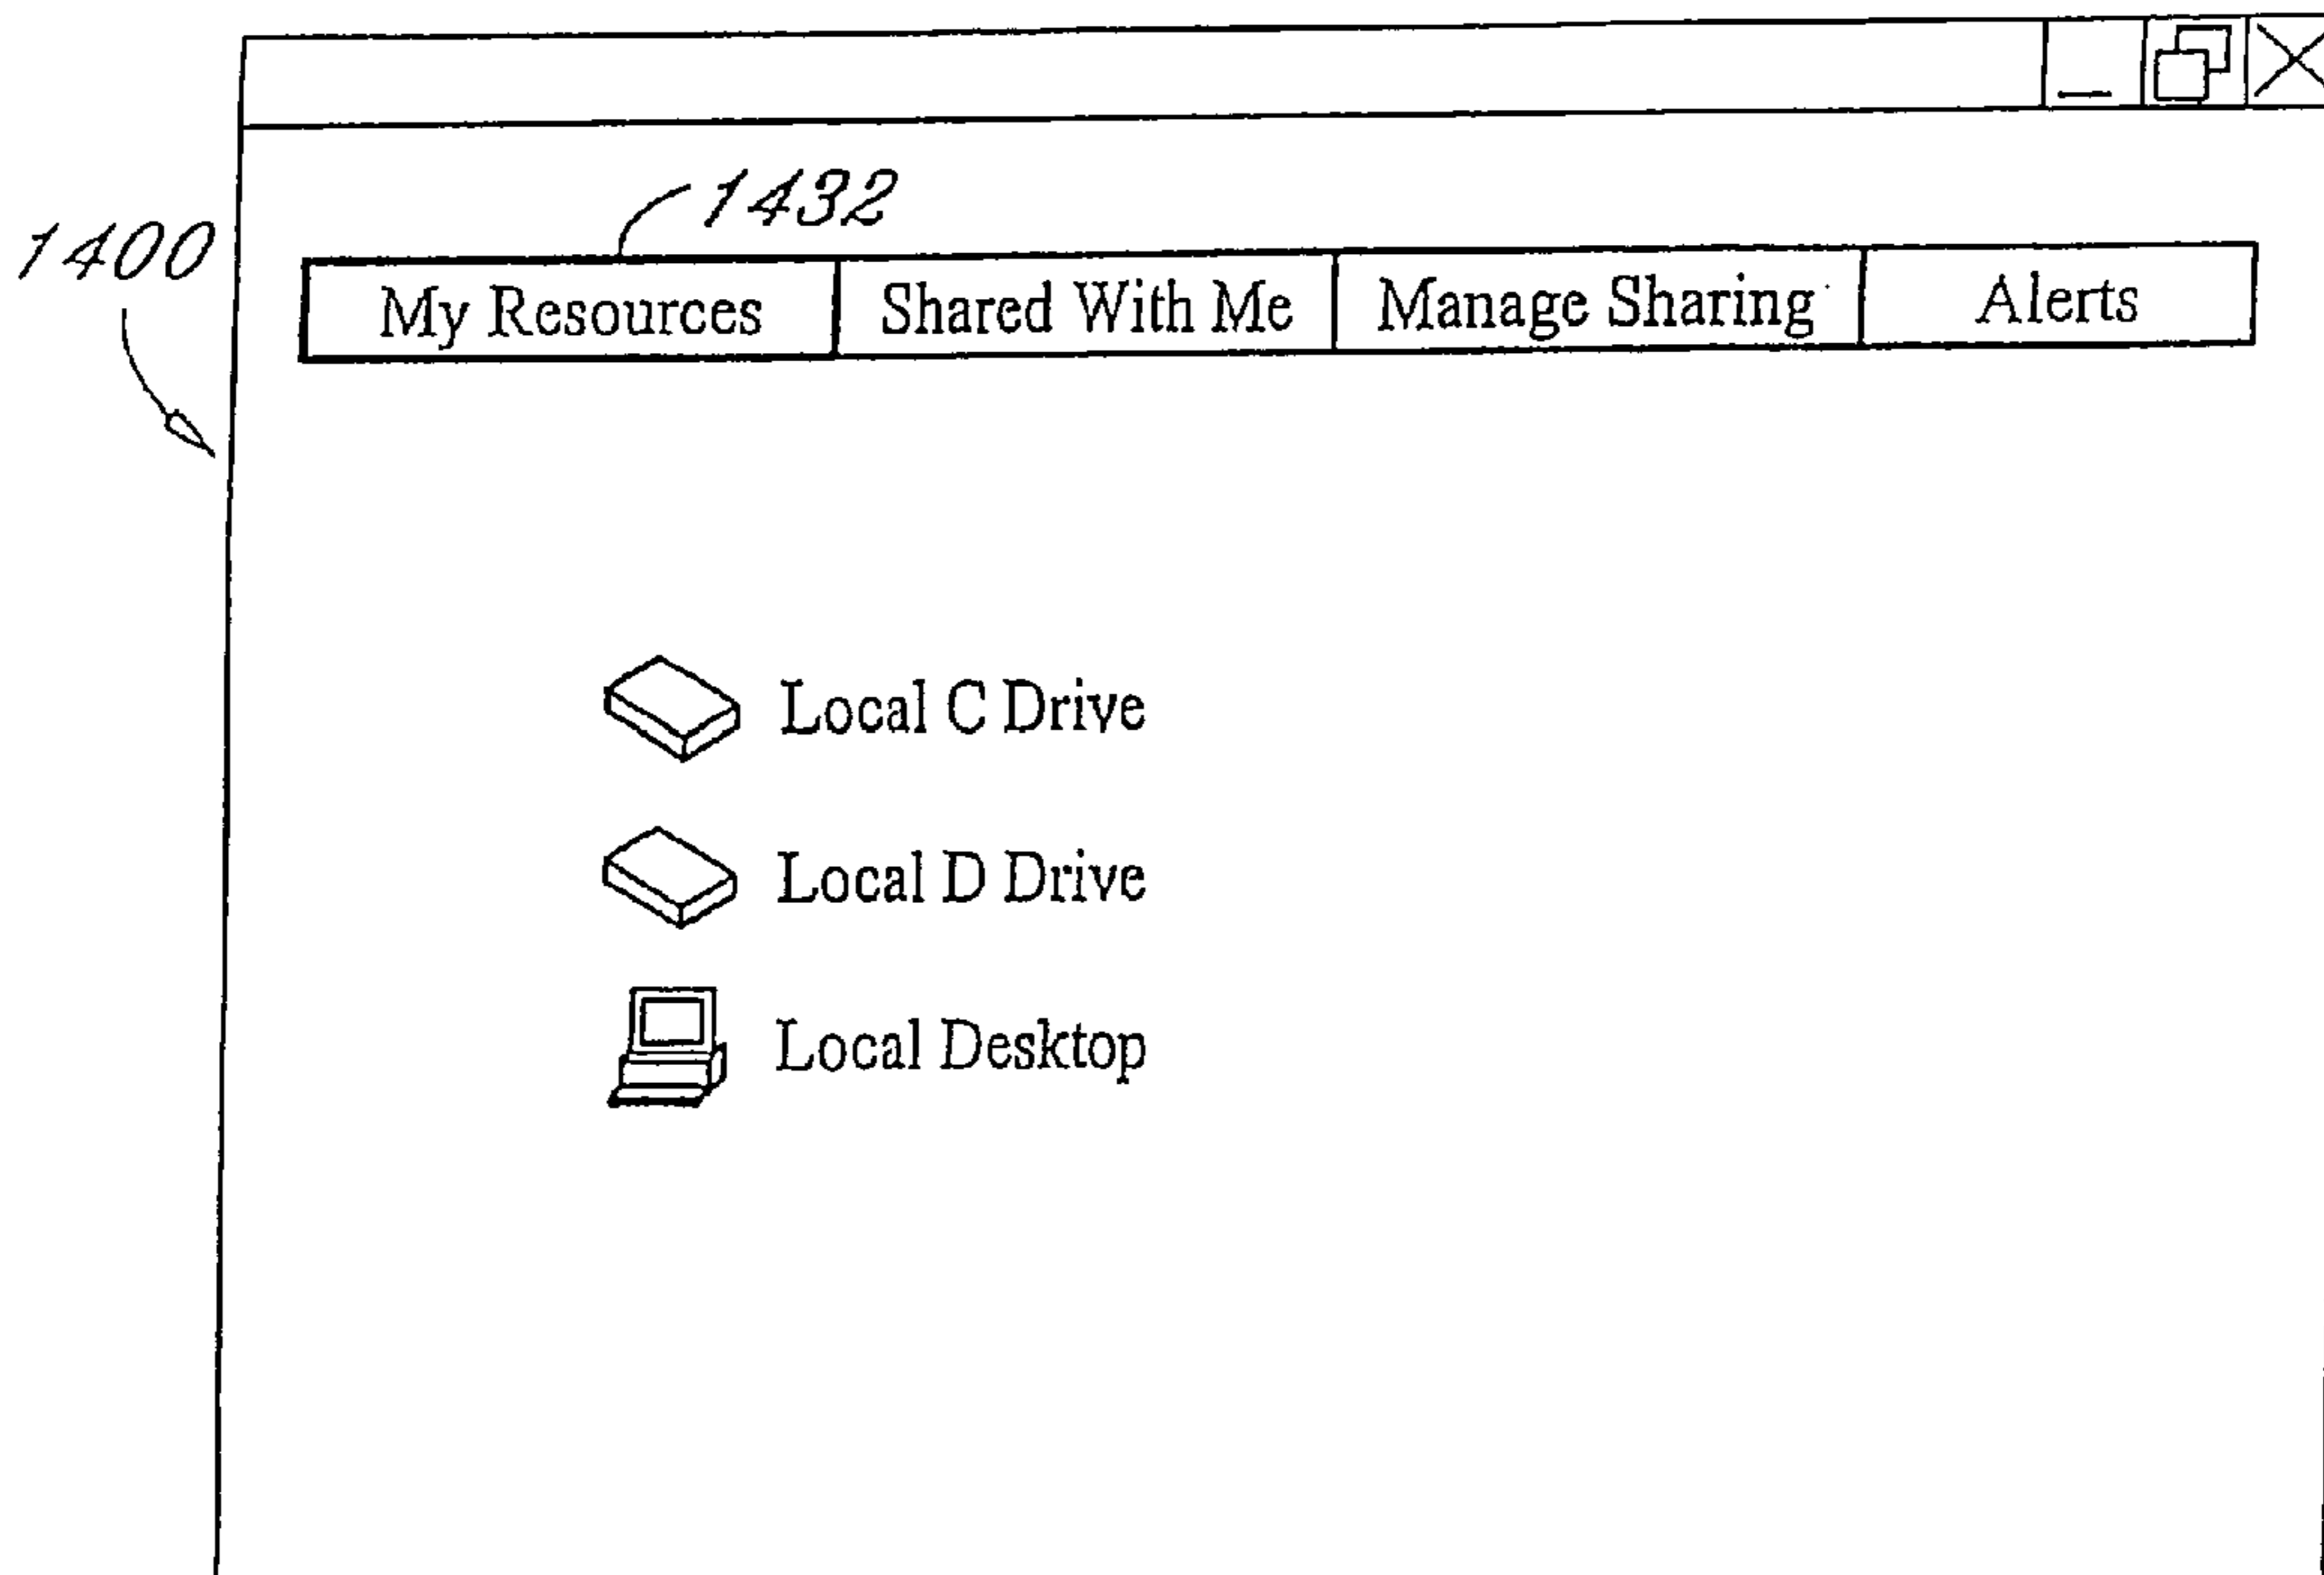 1432
1400
My Resources Shared With Me Manage Sharing Alerts
Local C Drive
Local D Drive
Local Desktop